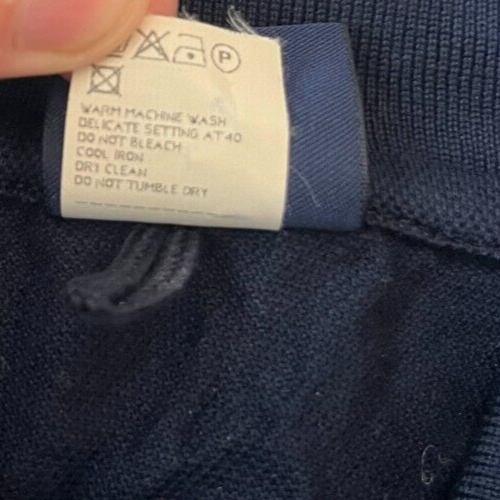 P
WARM MACHINE WASH
DELICATE SETTING AT 40
DO NOT BLEACH
COOL IRON
DRY CLEAN
DO NOT TUMBLE DRY